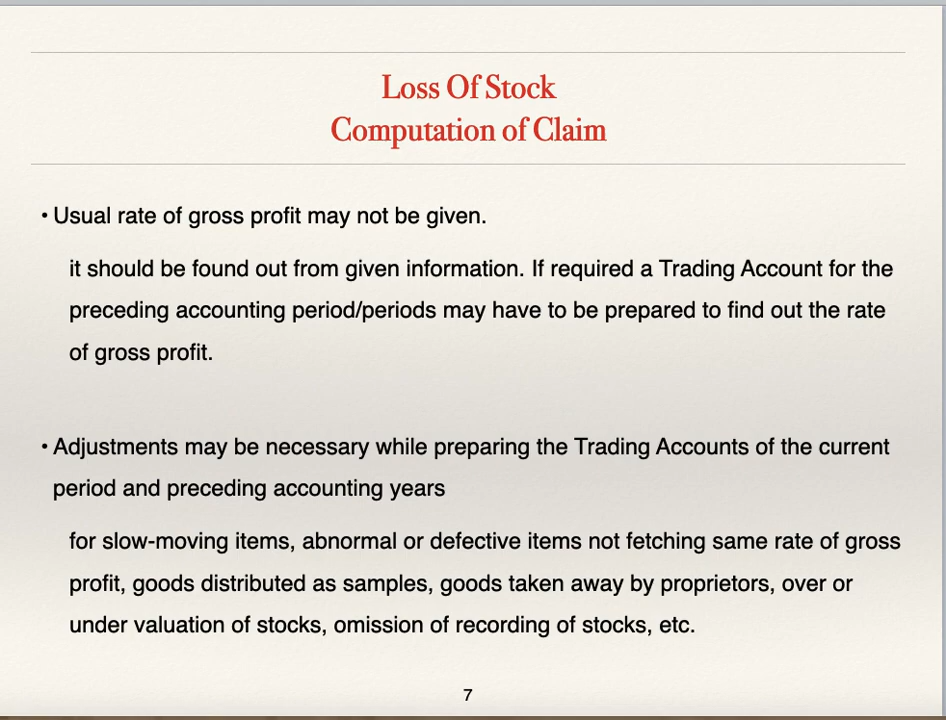 Loss Of Stock
Computation of Claim
• Usual rate of gross profit may not be given.
it should be found out from given information. If required a Trading Account for the
preceding accounting period/periods may have to be prepared to find out the rate
of gross profit.
• Adjustments may be necessary while preparing the Trading Accounts of the current
period and preceding accounting years
for slow-moving items, abnormal or defective items not fetching same rate of gross
profit, goods distributed as samples, goods taken away by proprietors, over or
under valuation of stocks, omission of recording of stocks, etc.
7